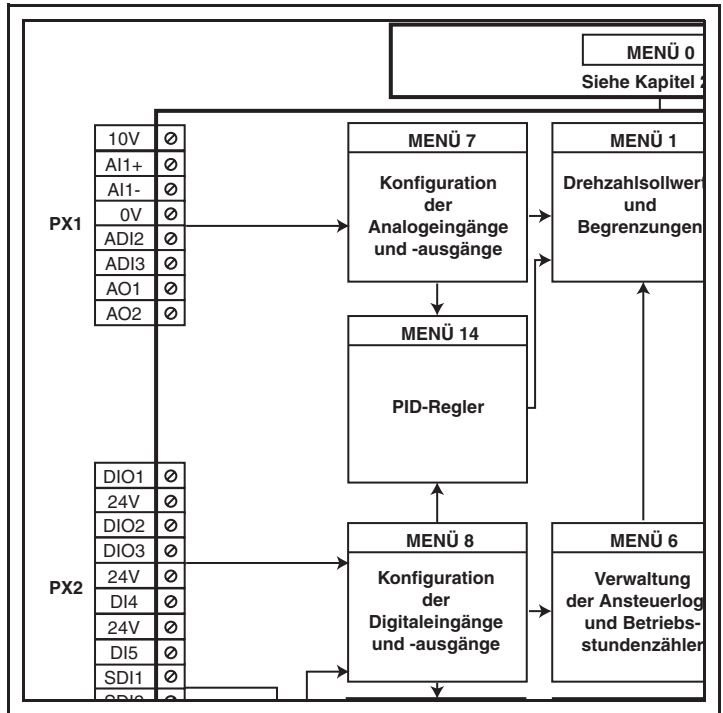 MENÜ 0
Siehe Kapitel
PX1
10V
AI1+
AI1-
0V
ADI2
ADI3
AO1
AO2
MENÜ 7
Konfiguration
der
Analogeingänge
und -ausgänge
MENÜ 1
Drehzahlsollwert
und
Begrenzungen
MENÜ 14
PID-Regler
PX2
DIO1
24V
DIO2
DIO3
24V
DI4
24V
DI5
SDI1
MENÜ 8
Konfiguration
der
Digitaleingänge
und -ausgänge
MENÜ 6
Verwaltung
der Ansteuerlog
und Betriebs-
stundenzähler